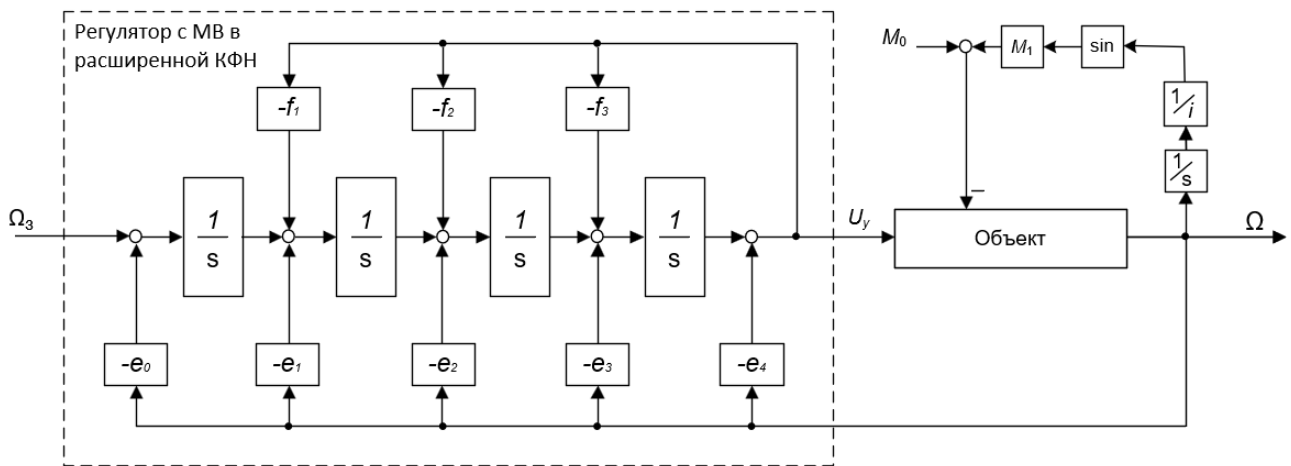 Регулятор с МВ в
расширенной КФН
-f₁
-f₂
-f₃
M₀
M₁
sin
1/i
1/s
Ωз
1/s
1/s
1/s
1/s
Uy
–
Объект
Ω
-e₀
-e₁
-e₂
-e₃
-e₄